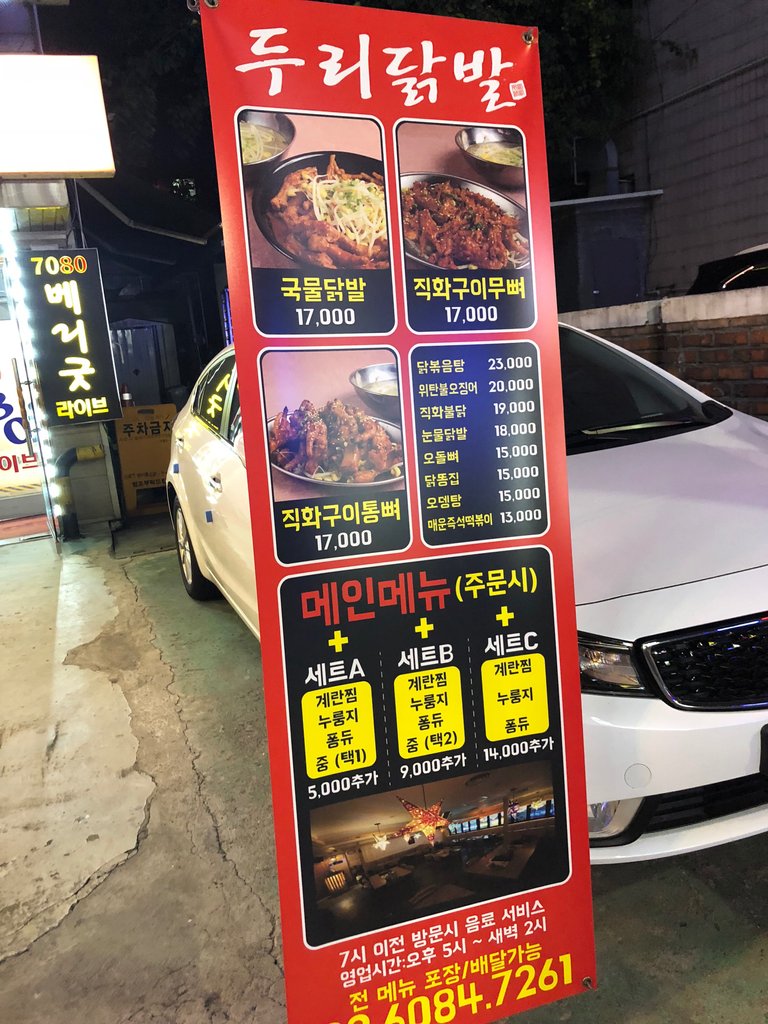 두리닭발
국물닭발
17,000
직화구이무뼈
17,000
직화구이통뼈
17,000
닭볶음탕 23,000
위탄불오징어 20,000
직화불닭 19,000
눈물닭발 18,000
오돌뼈 15,000
닭똥집 15,000
오뎅탕 15,000
매운즉석떡볶이 13,000
메인메뉴(주문시)
+ + +
세트A
계란찜
누룽지
퐁듀
중 (택1)
5,000추가
세트B
계란찜
누룽지
퐁듀
중 (택2)
9,000추가
세트C
계란찜
누룽지
퐁듀
14,000추가
7시 이전 방문시 음료 서비스
영업시간:오후 5시 ~ 새벽 2시
전 메뉴 포장/배달가능
6084.7261
7080
베리굿
라이브
주차금지
이브